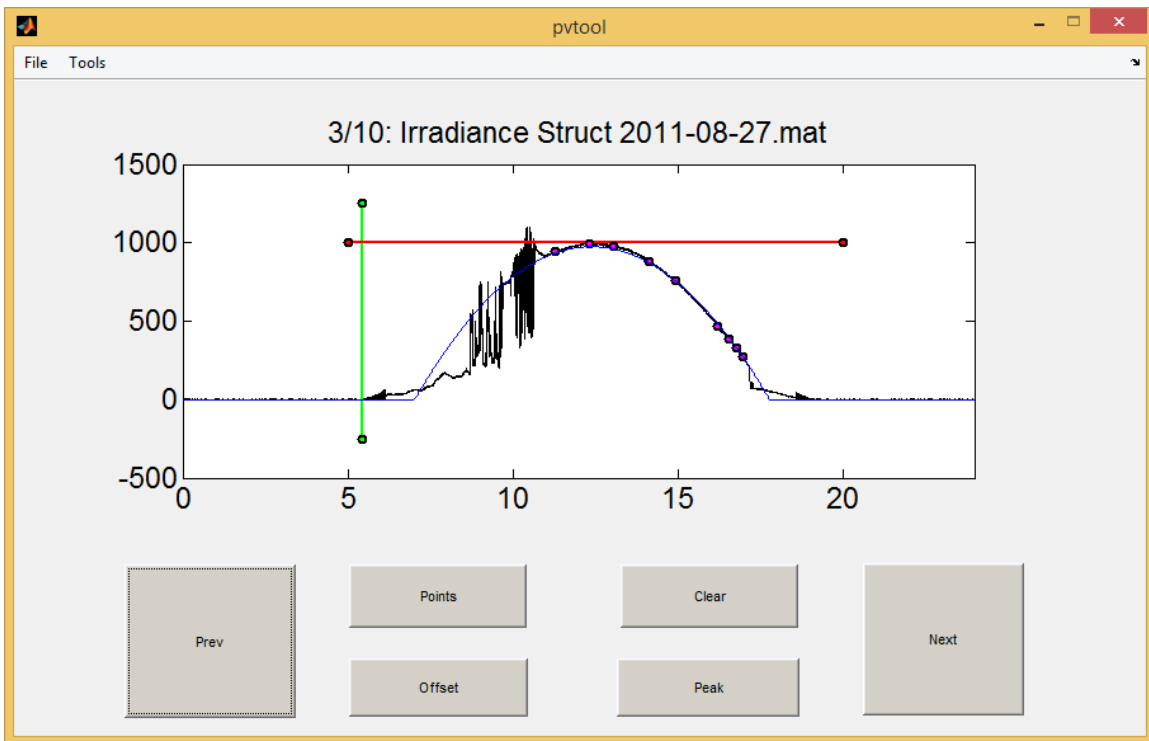 pvtool
File Tools
3/10: Irradiance Struct 2011-08-27.mat
1500
1000
500
0
-500
0 5 10 15 20
Prev
Points
Clear
Next
Offset
Peak